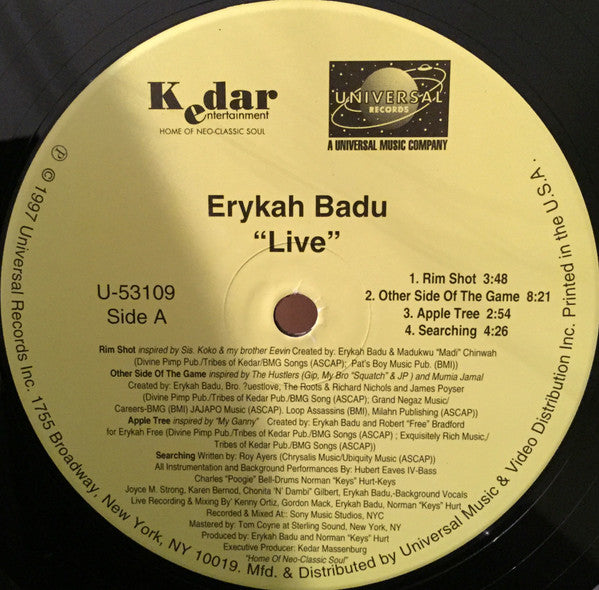 Kedar
entertainment
HOME OF NEO-CLASSIC SOUL
UNIVERSAL
RECORDS
A UNIVERSAL MUSIC COMPANY
Erykah Badu
“Live”
U-53109
Side A
1. Rim Shot 3:48
2. Other Side Of The Game 8:21
3. Apple Tree 2:54
4. Searching 4:26
Rim Shot inspired by Sis. Koko & my brother Eevin Created by: Erykah Badu & Madukwu "Madi" Chinwah
(Divine Pimp Pub./Tribes of Kedar/BMG Songs (ASCAP); Pat's Boy Music Pub. (BMI))
Other Side Of The Game inspired by The Hustlers (Gip, My Bro "Squatch" & JP ) and Mumia Jamal
Created by: Erykah Badu, Bro. ?uestlove, The Roots & Richard Nichols and James Poyser
(Divine Pimp Pub./Tribes of Kedar Pub./BMG Song (ASCAP); Grand Negaz Music/
Careers-BMG (BMI) JAJAPO Music (ASCAP). Loop Assassins (BMI), Milahn Publishing (ASCAP))
Apple Tree inspired by "My Ganny" Created by: Erykah Badu and Robert "Free" Bradford
for Erykah Free (Divine Pimp Pub./Tribes of Kedar Pub./BMG Songs (ASCAP) ; Exquisitely Rich Music,/
Tribes of Kedar Pub./BMG Songs (ASCAP))
Searching Written by: Roy Ayers (Chrysalis Music/Ubiquity Music (ASCAP))
All Instrumentation and Background Performances By: Hubert Eaves IV-Bass
Charles "Poogie" Bell-Drums Norman "Keys" Hurt-Keys
Joyce M. Strong, Karen Bernod, Chonita 'N' Dambi" Gilbert, Erykah Badu,-Background Vocals
Live Recording & Mixing By' Kenny Ortiz, Gordon Mack, Erykah Badu, Norman "Keys" Hurt
Recorded & Mixed At:: Sony Music Studios, NYC
Mastered by: Tom Coyne at Sterling Sound, New York, NY
Produced by Erykah Badu and Norman "Keys" Hurt
Executive Producer: Kedar Massenburg
"Home Of Neo-Classic Soul"
℗ © 1997 Universal Records Inc. 1755 Broadway. New York, NY 10019. Mfd. & Distributed by Universal Music & Video Distribution Inc. Printed in the U.S.A.